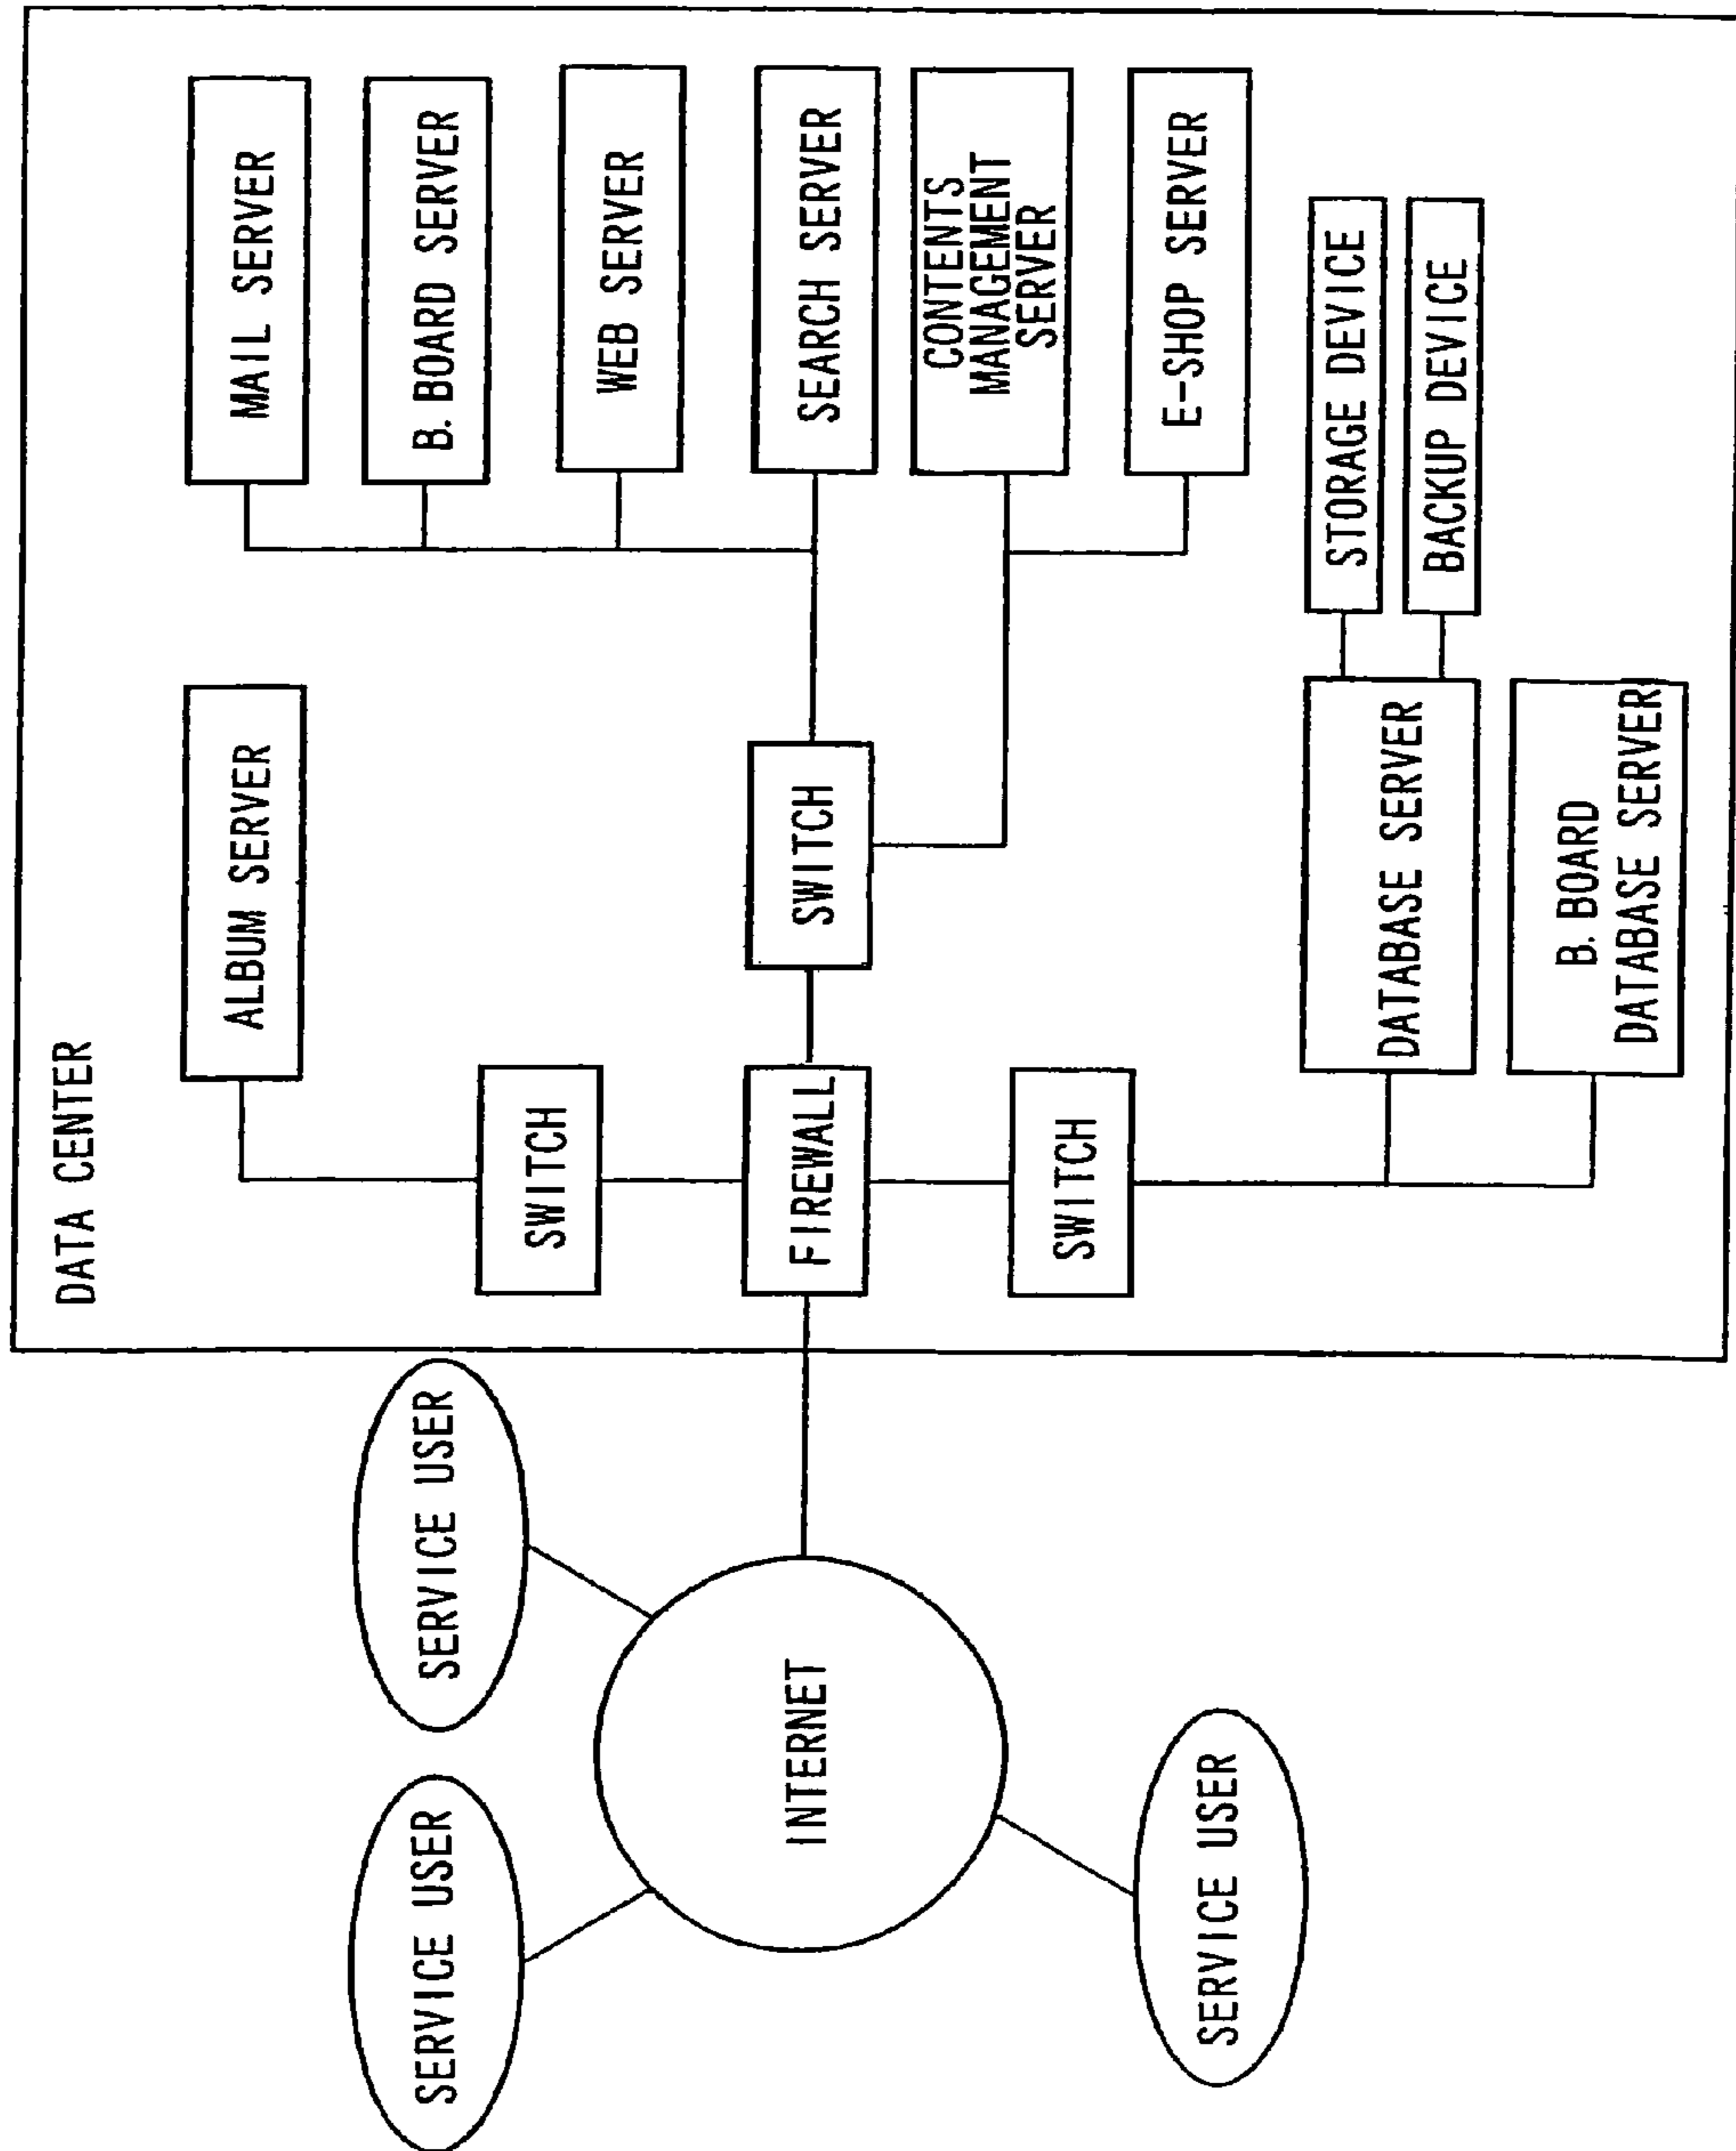 DATA CENTER
ALBUM SERVER
MAIL SERVER
B. BOARD SERVER
WEB SERVER
SEARCH SERVER
CONTENTS
MANAGEMENT
SERVER
E-SHOP SERVER
SERVICE USER
SERVICE USER
SWITCH
INTERNET
FIREWALL
SWITCH
SWITCH
SERVICE USER
DATABASE SERVER
STORAGE DEVICE
BACKUP DEVICE
B. BOARD
DATABASE SERVER